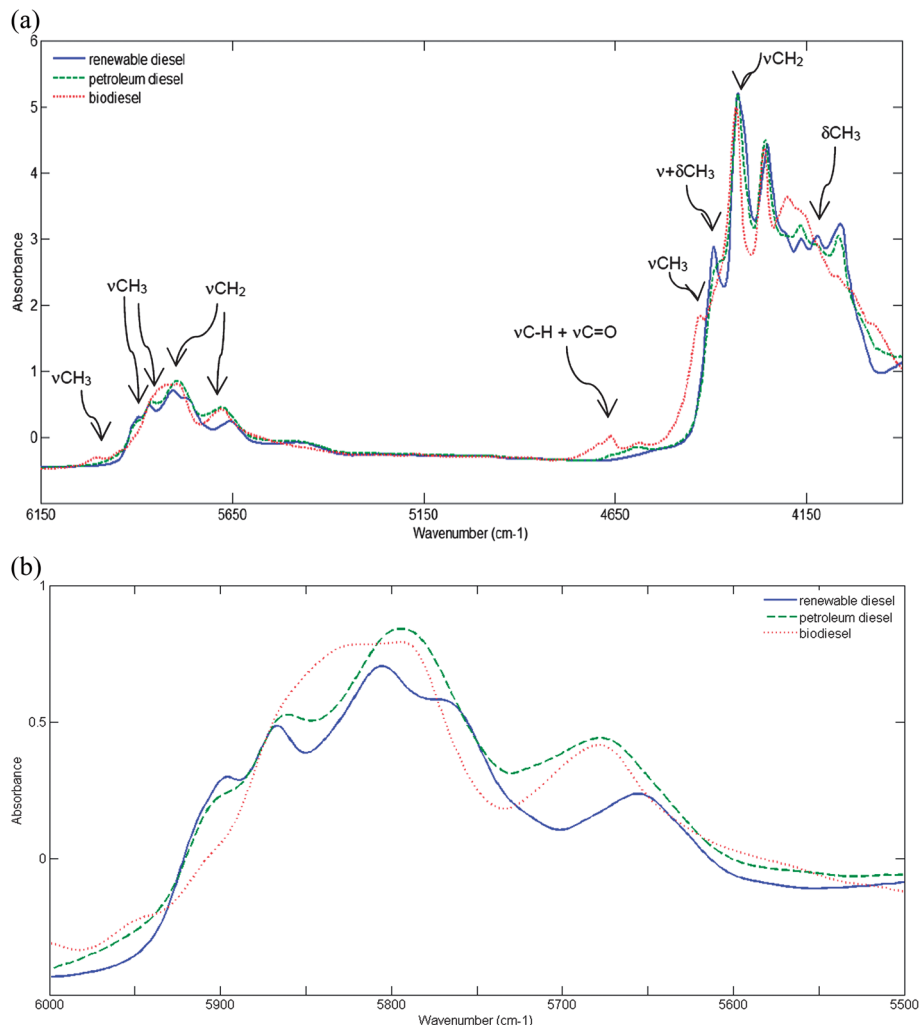 (a)
6
renewable diesel
petroleum diesel
biodiesel
5
4
3
2
1
0
Absorbance
νCH2
δCH3
ν+δCH3
νCH3
νC-H + νC=O
νCH3
νCH2
νCH3
6150 5650 5150 4650 4150
Wavenumber (cm-1)
(b)
1
renewable diesel
petroleum diesel
biodiesel
0.5
0
Absorbance
6000 5900 5800 5700 5600 5500
Wavenumber (cm-1)